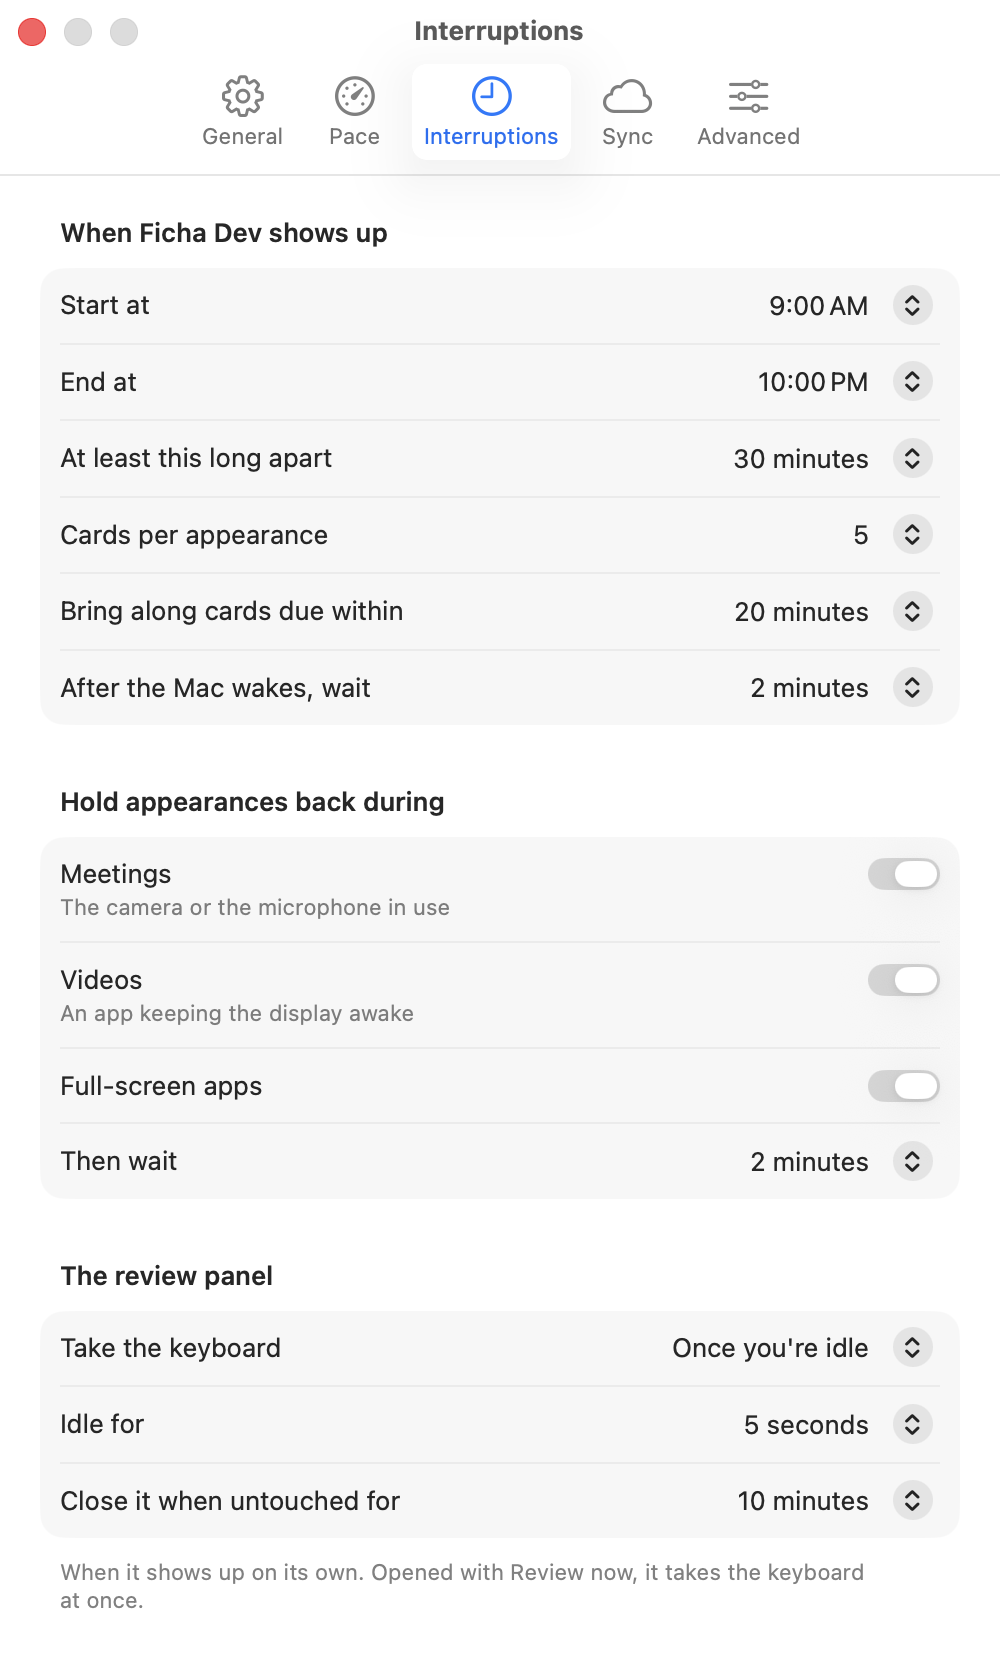 Interruptions
General
Pace
Interruptions
Sync
Advanced
When Ficha Dev shows up
Start at
9:00 AM
End at
10:00 PM
At least this long apart
30 minutes
Cards per appearance
5
Bring along cards due within
20 minutes
After the Mac wakes, wait
2 minutes
Hold appearances back during
Meetings
The camera or the microphone in use
Videos
An app keeping the display awake
Full-screen apps
Then wait
2 minutes
The review panel
Take the keyboard
Once you're idle
Idle for
5 seconds
Close it when untouched for
10 minutes
When it shows up on its own. Opened with Review now, it takes the keyboard
at once.